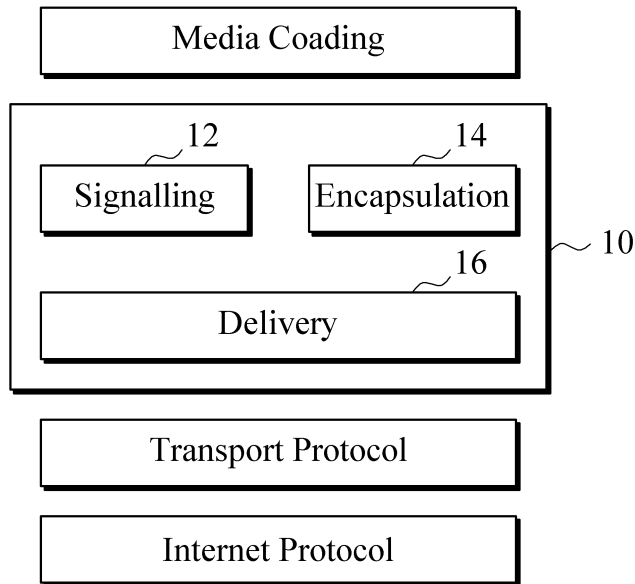 Media Coading
12
14
Signalling
Encapsulation
10
16
Delivery
Transport Protocol
Internet Protocol